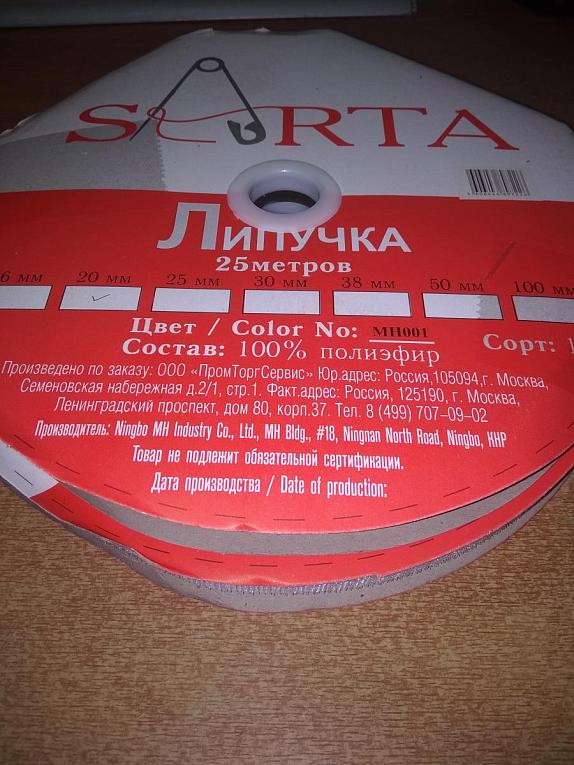 SARTA
ЛИПУЧКА
25метров
6 мм 20 мм 25 мм 30 мм 38 мм 50 мм 100 мм
Цвет / Color No: MH001
Состав: 100% полиэфир
Сорт:
Произведено по заказу: ООО «ПромТоргСервис» Юр.адрес: Россия,105094,г. Москва,
Семеновская набережная д.2/1, стр.1. Факт.адрес: Россия, 125190, г. Москва,
Ленинградский проспект, дом 80, корп.37. Тел. 8 (499) 707-09-02
Производитель: Ningbo MH Industry Co., Ltd., MH Bldg., #18, Ningnan North Road, Ningbo, КНР
Товар не подлежит обязательной сертификации.
Дата производства / Date of production: